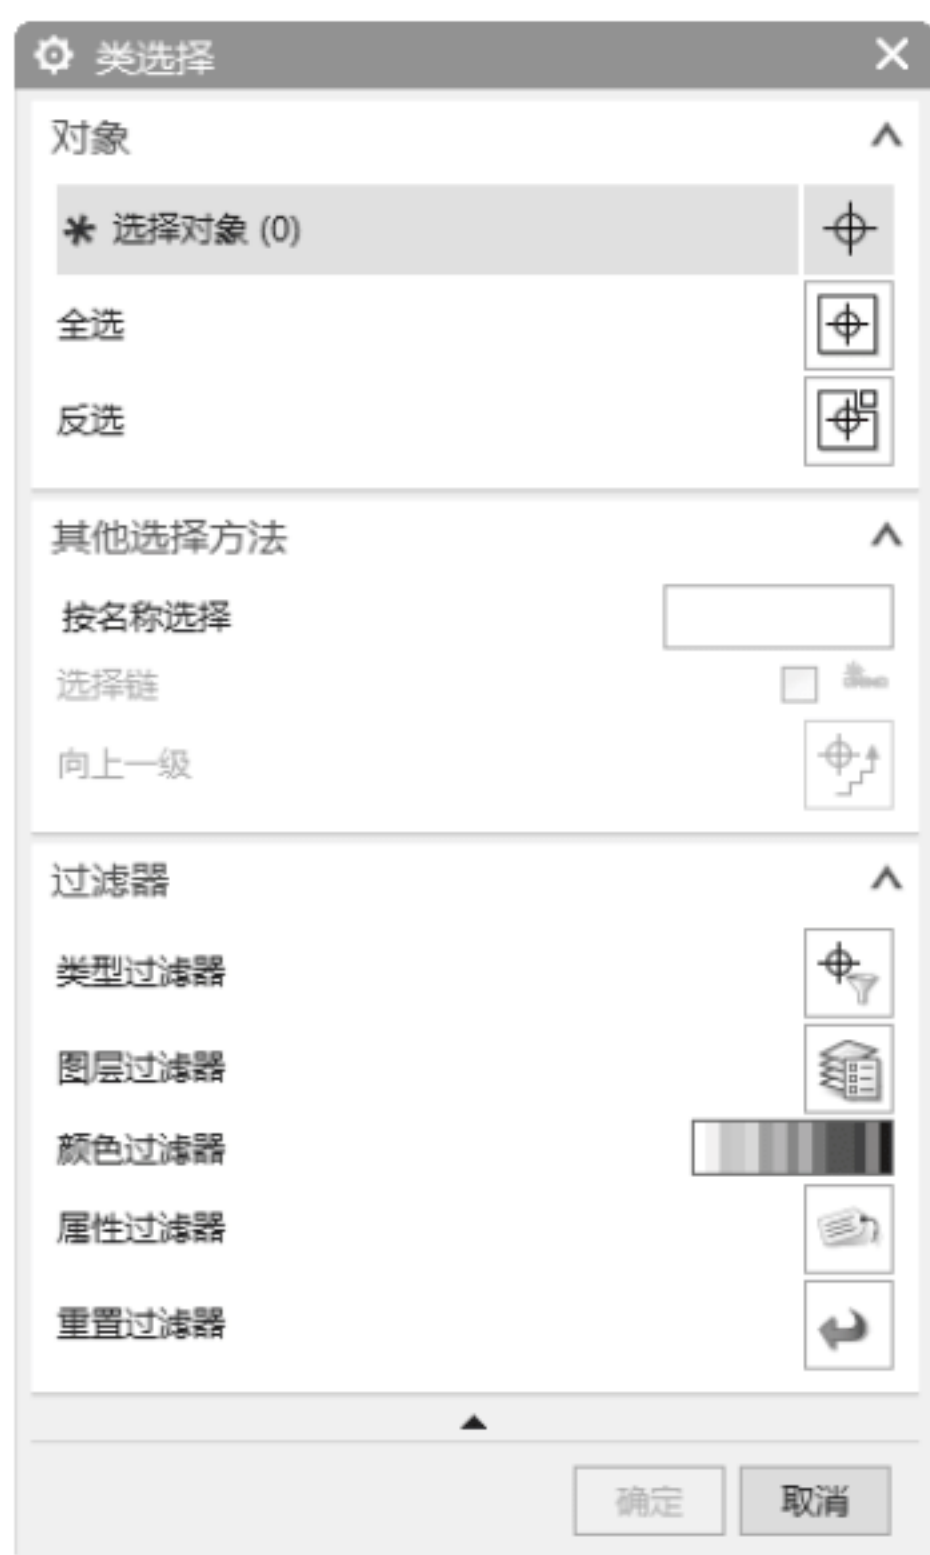 类选择
对象
* 选择对象 (0)
全选
反选
其他选择方法
按名称选择
选择链
向上一级
过滤器
类型过滤器
图层过滤器
颜色过滤器
属性过滤器
重置过滤器
确定 取消